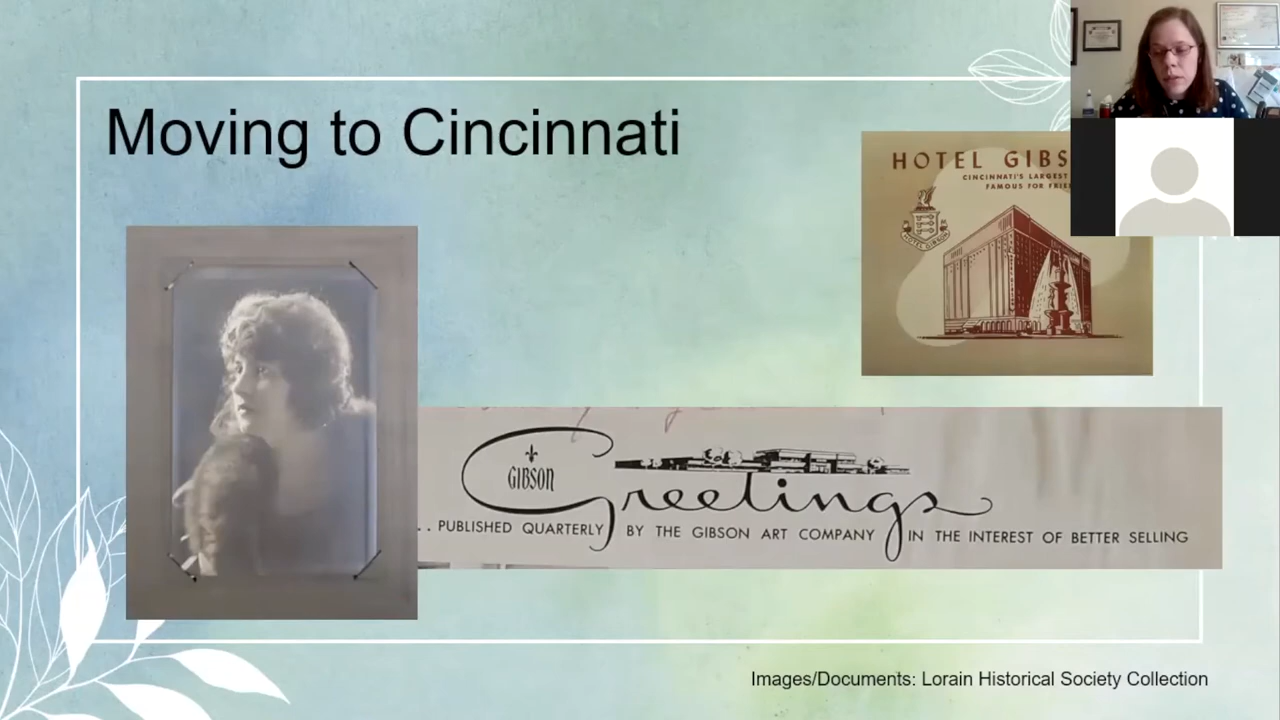 Moving to Cincinnati
HOTEL
CINCINNATI'S LARGEST
FAMOUS FOR
HOTEL GIBSON
GIBSON
Greetings
. . PUBLISHED QUARTERLY BY THE GIBSON ART COMPANY IN THE INTEREST OF BETTER SELLING
Images/Documents: Lorain Historical Society Collection